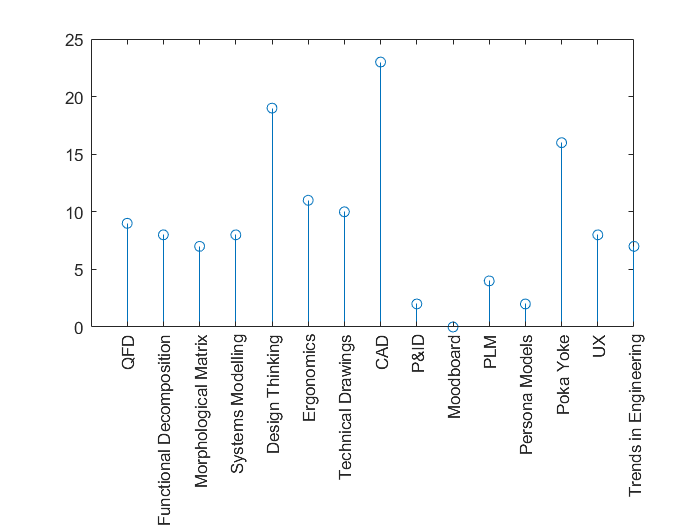 25
20
15
10
5
0
QFD
Functional Decomposition
Morphological Matrix
Systems Modelling
Design Thinking
Ergonomics
Technical Drawings
CAD
P&ID
Moodboard
PLM
Persona Models
Poka Yoke
UX
Trends in Engineering